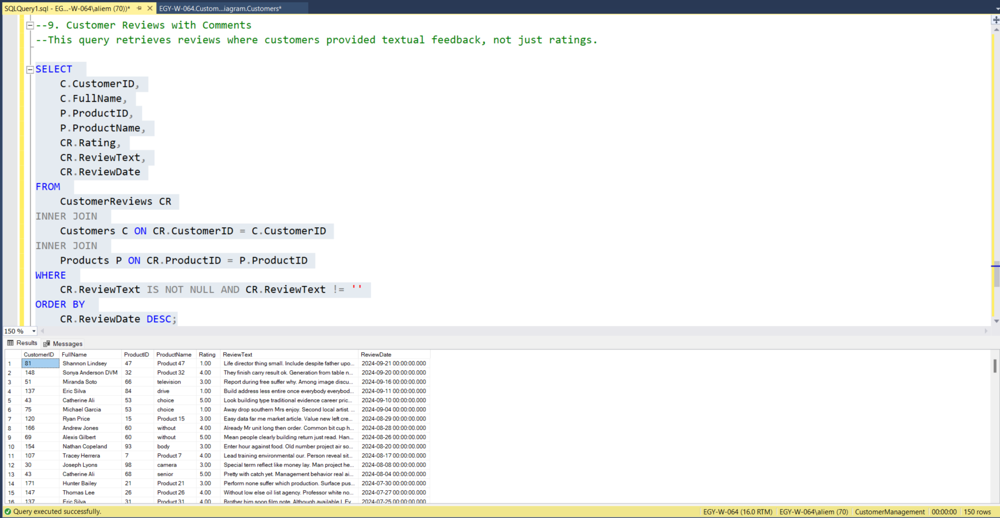 SQLQuery1.sql - EG...-W-064\aliem (70))* EGY-W-064.Custom...iagram.Customers*
--9. Customer Reviews with Comments
--This query retrieves reviews where customers provided textual feedback, not just ratings.
SELECT
C.CustomerID,
C.FullName,
P.ProductID,
P.ProductName,
CR.Rating,
CR.ReviewText,
CR.ReviewDate
FROM
CustomerReviews CR
INNER JOIN
Customers C ON CR.CustomerID = C.CustomerID
INNER JOIN
Products P ON CR.ProductID = P.ProductID
WHERE
CR.ReviewText IS NOT NULL AND CR.ReviewText != ''
ORDER BY
CR.ReviewDate DESC;
150 %
Results Messages
CustomerID FullName ProductID ProductName Rating ReviewText ReviewDate
1 81 Shannon Lindsey 47 Product 47 1.00 Life director thing small. Include despite father upo... 2024-09-21 00:00:00.000
2 148 Sonya Anderson DVM 32 Product 32 4.00 They finish carry result ok. Generation from table n... 2024-09-20 00:00:00.000
3 51 Miranda Soto 66 television 3.00 Report during free suffer why. Among image discu... 2024-09-16 00:00:00.000
4 137 Eric Silva 84 drive 1.00 Build address less entire once everybody everybod... 2024-09-11 00:00:00.000
5 43 Catherine Ali 53 choice 5.00 Look building type traditional evidence career pric... 2024-09-10 00:00:00.000
6 75 Michael Garcia 53 choice 1.00 Away drop southern Mrs enjoy. Second local artist. ... 2024-09-04 00:00:00.000
7 120 Ryan Price 15 Product 15 3.00 Easy data far me market article. Value new left cre... 2024-08-29 00:00:00.000
8 166 Andrew Jones 60 without 4.00 Already Mr unit long then order. Common bit cup h... 2024-08-28 00:00:00.000
9 69 Alexis Gilbert 60 without 5.00 Mean people clearly building return just read. Han... 2024-08-26 00:00:00.000
10 154 Nathan Copeland 93 body 3.00 Enter hour against food. Old number project air so... 2024-08-20 00:00:00.000
11 107 Tracey Herrera 7 Product 7 4.00 Lead training environmental our. Person reveal sit... 2024-08-17 00:00:00.000
12 30 Joseph Lyons 98 camera 3.00 Special term reflect like money lay. Man project he... 2024-08-08 00:00:00.000
13 43 Catherine Ali 68 senior 5.00 Pretty with catch yet. Management behavior real ai... 2024-08-04 00:00:00.000
14 171 Hunter Bailey 21 Product 21 3.00 Perform none suffer which production. Surface pus... 2024-07-30 00:00:00.000
15 147 Thomas Lee 26 Product 26 4.00 Without low else oil list agency. Professor white no... 2024-07-27 00:00:00.000
16 137 Eric Silva 31 Product 31 4.00 Brother him soon film note. Although available I. Ev... 2024-07-25 00:00:00.000
Query executed successfully. EGY-W-064 (16.0 RTM) EGY-W-064\aliem (70) CustomerManagement 00:00:00 150 rows